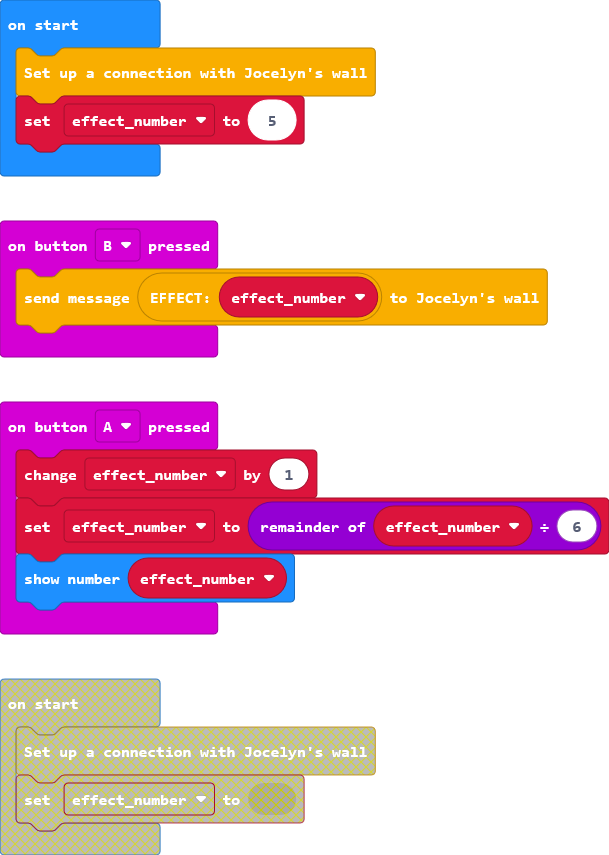 on start
Set up a connection with Jocelyn's wall
set effect_number to 5
on button B pressed
send message EFFECT: effect_number to Jocelyn's wall
on button A pressed
change effect_number by 1
set effect_number to remainder of effect_number ÷ 6
show number effect_number
on start
Set up a connection with Jocelyn's wall
set effect_number to